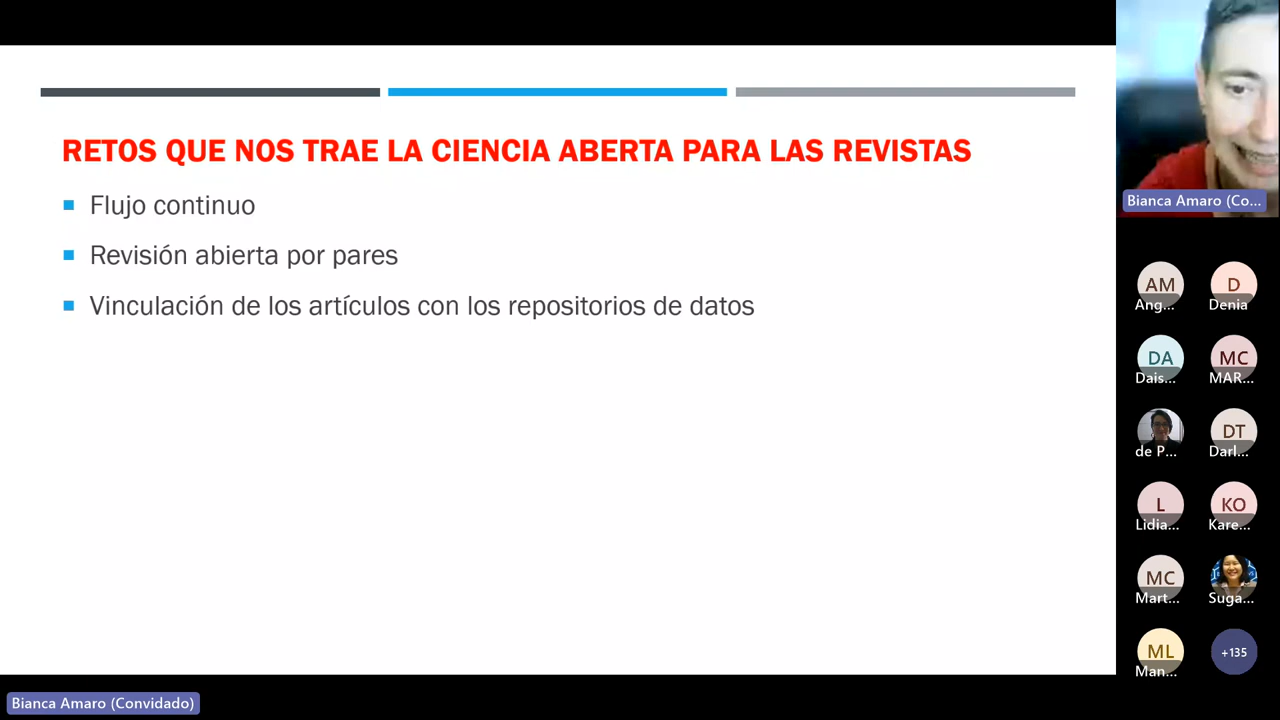 RETOS QUE NOS TRAE LA CIENCIA ABERTA PARA LAS REVISTAS
Flujo continuo
Revisión abierta por pares
Vinculación de los artículos con los repositorios de datos
Bianca Amaro (Co...
AM
Ang...
D
Denia
DA
Dais...
MC
MAR...
de P...
DT
Darl...
L
Lidia...
KO
Kare...
MC
Mart...
Suga...
ML
Man...
+135
Bianca Amaro (Convidado)